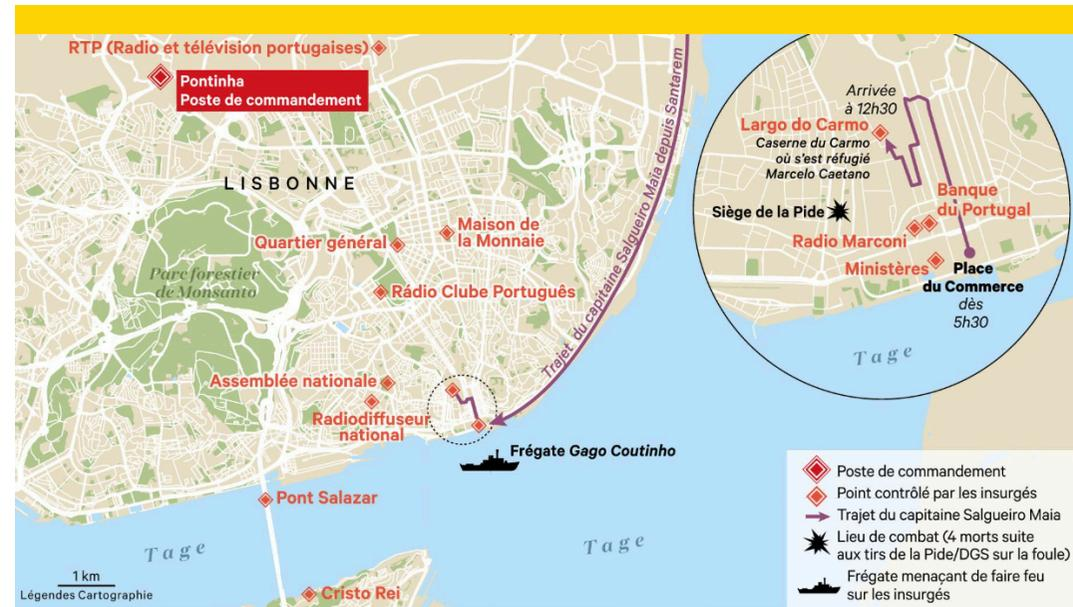 RTP (Radio et télévision portugaises)
Pontinha
Poste de commandement
LISBONNE
Parc forestier
de Monsanto
Quartier général
Maison de
la Monnaie
Rádio Clube Português
Assemblée nationale
Radiodiffuseur
national
Trajet du capitaine Salgueiro Maia depuis Santarem
Frégate Gago Coutinho
Pont Salazar
Tage
Tage
Cristo Rei
1 km
Légendes Cartographie
Arrivée
à 12h30
Largo do Carmo
Caserne du Carmo
où s'est réfugié
Marcelo Caetano
Siège de la Pide
Banque
du Portugal
Radio Marconi
Ministères
Place
du Commerce
dès
5h30
Tage
Poste de commandement
Point contrôlé par les insurgés
Trajet du capitaine Salgueiro Maia
Lieu de combat (4 morts suite
aux tirs de la Pide/DGS sur la foule)
Frégate menaçant de faire feu
sur les insurgés